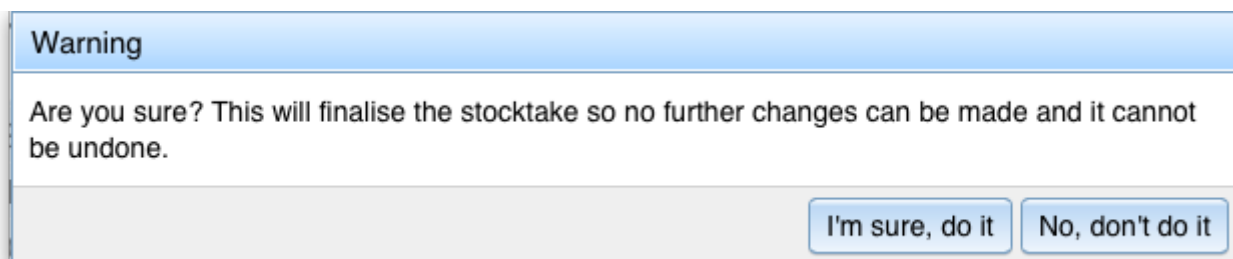 Warning
Are you sure? This will finalise the stocktake so no further changes can be made and it cannot
be undone.
I'm sure, do it No, don't do it